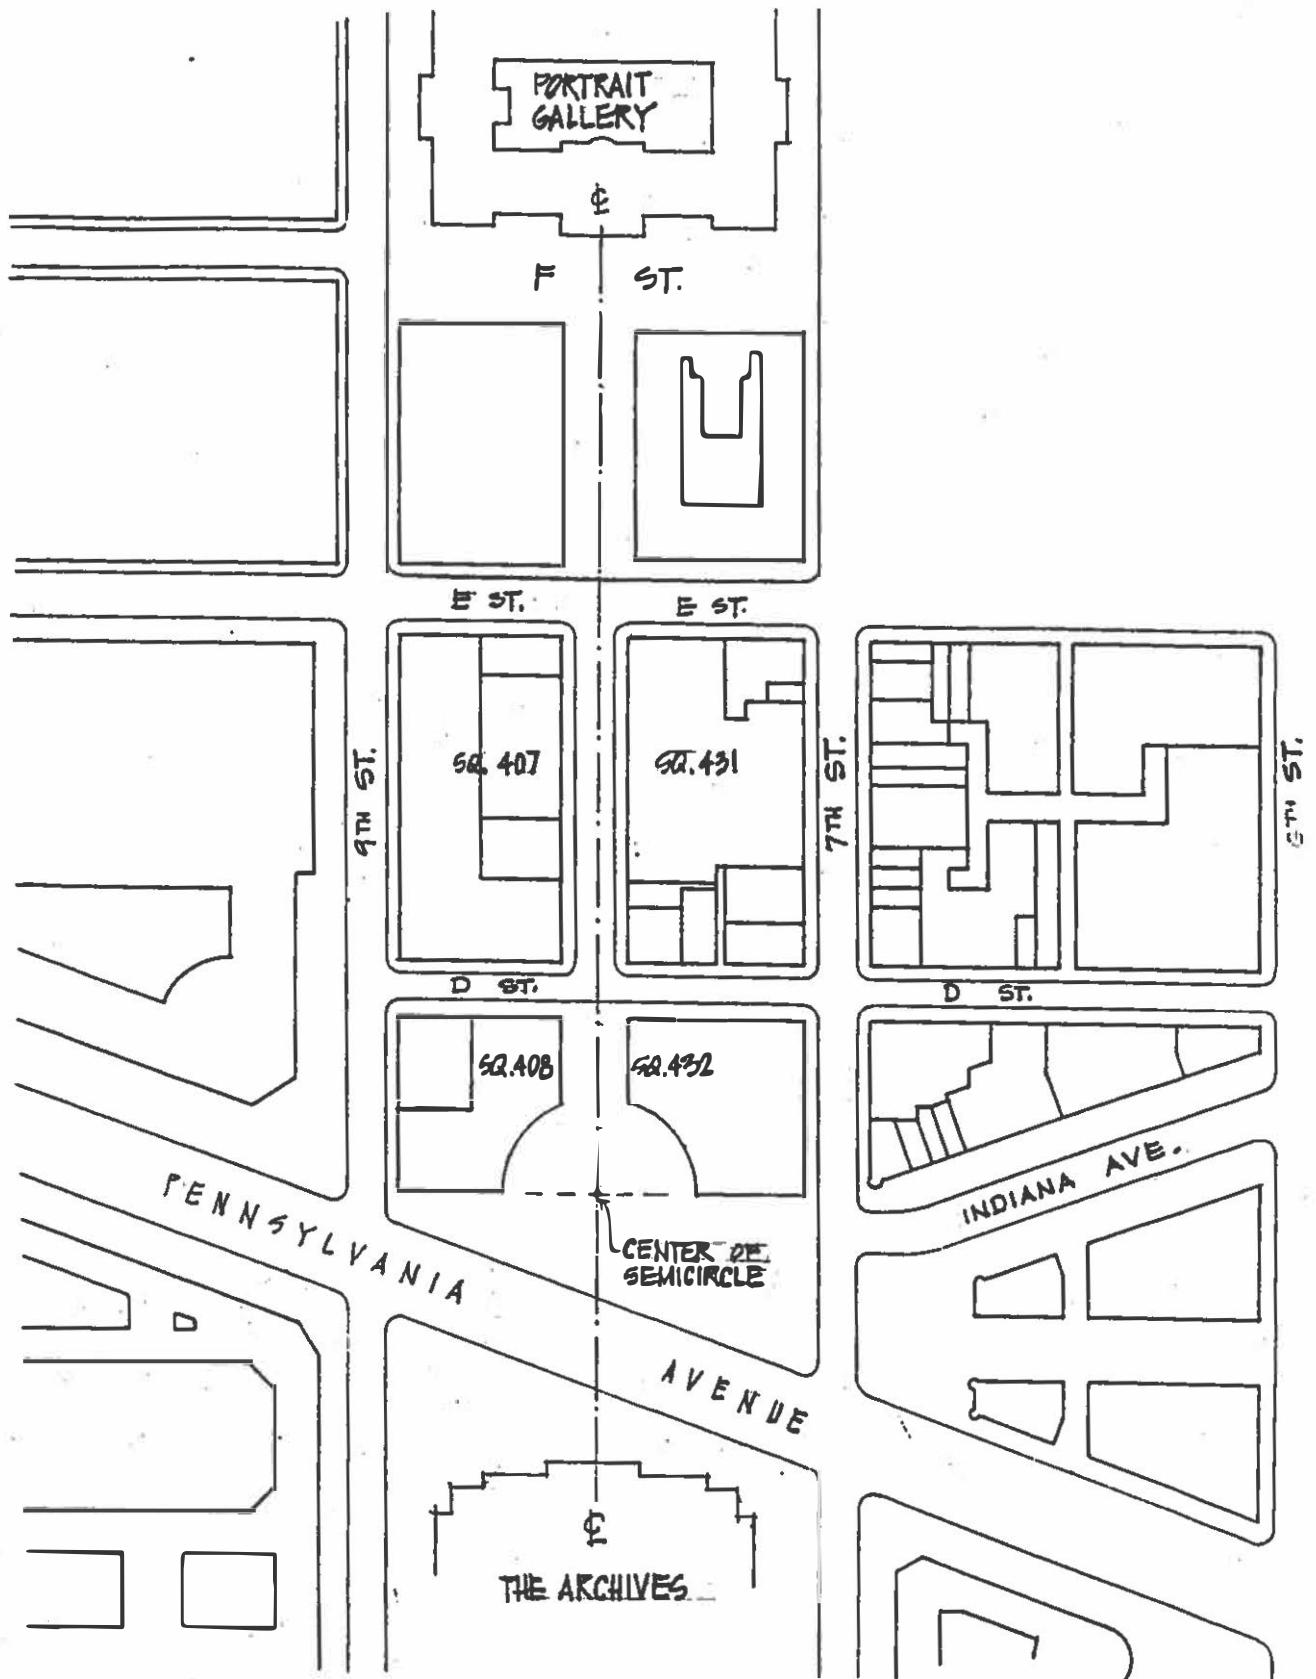 PORTRAIT
GALLERY
℄
F ST.
E ST.
E ST.
SQ. 407
SQ. 431
9TH ST.
7TH ST.
6TH ST.
D ST.
D ST.
SQ. 408
SQ. 432
PENNSYLVANIA
AVENUE
INDIANA AVE.
CENTER OF
SEMICIRCLE
℄
THE ARCHIVES